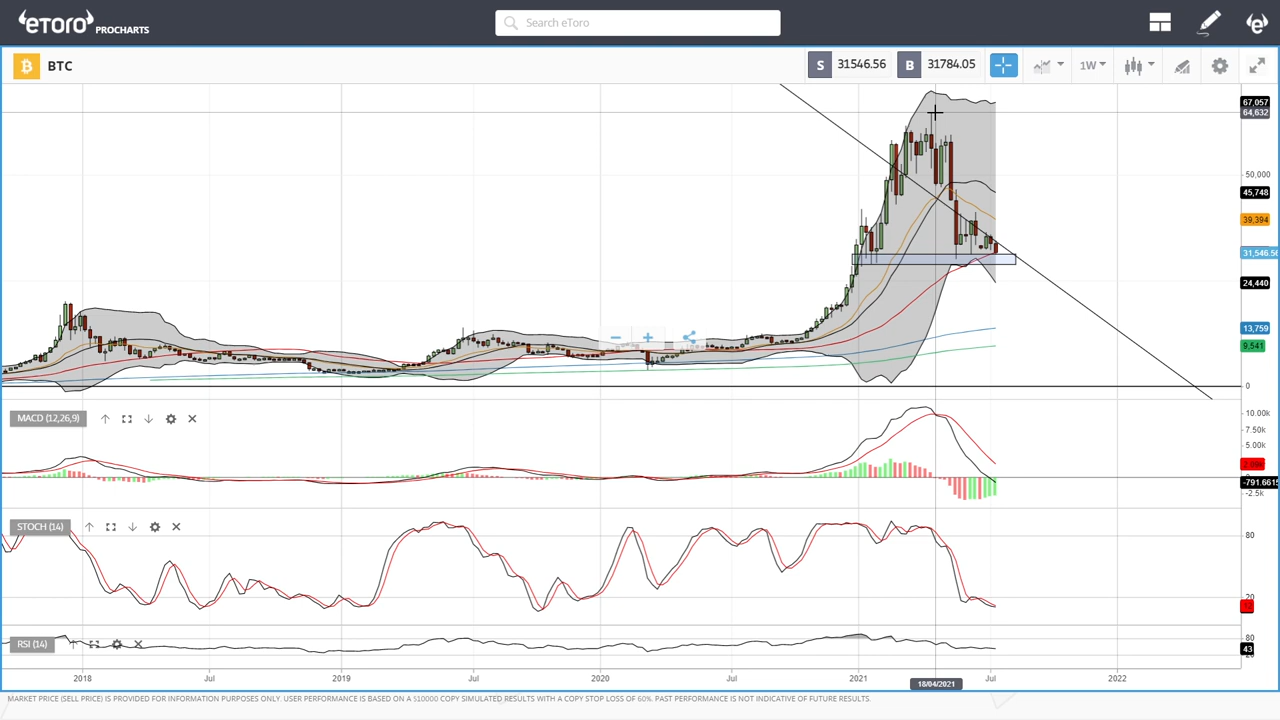 eToro PROCHARTS
Search eToro
BTC
S 31546.56 B 31784.05 1W
67,057
64,632
50,000
45,748
39,394
31,546.56
24,440
13,759
9,541
0
MACD (12,26,9)
10.00k
7.50k
5.00k
0
-791.6615
-2.5k
STOCH (14)
80
20
RSI (14)
80
43
2018 Jul 2019 Jul 2020 Jul 2021 Jul 2022
18/04/2021
MARKET PRICE (SELL PRICE) IS PROVIDED FOR INFORMATION PURPOSES ONLY. USER PERFORMANCE IS BASED ON A $10000 COPY SIMULATED RESULTS WITH A COPY STOP LOSS OF 60%. PAST PERFORMANCE IS NOT INDICATIVE OF FUTURE RESULTS.